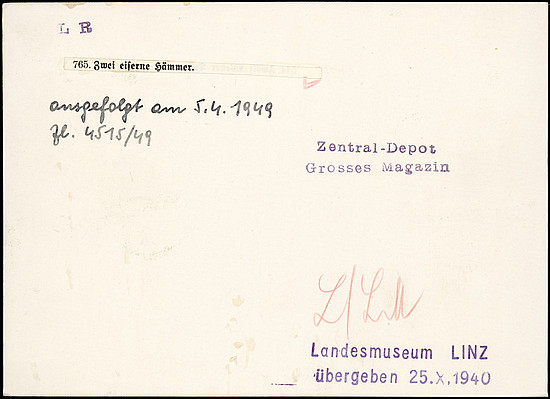 L R
765. Zwei eiserne Hämmer.
ausgefolgt am 5.4.1949
Zl. 4515/49
Zentral-Depot
Grosses Magazin
Landesmuseum LINZ
übergeben 25.X.1940